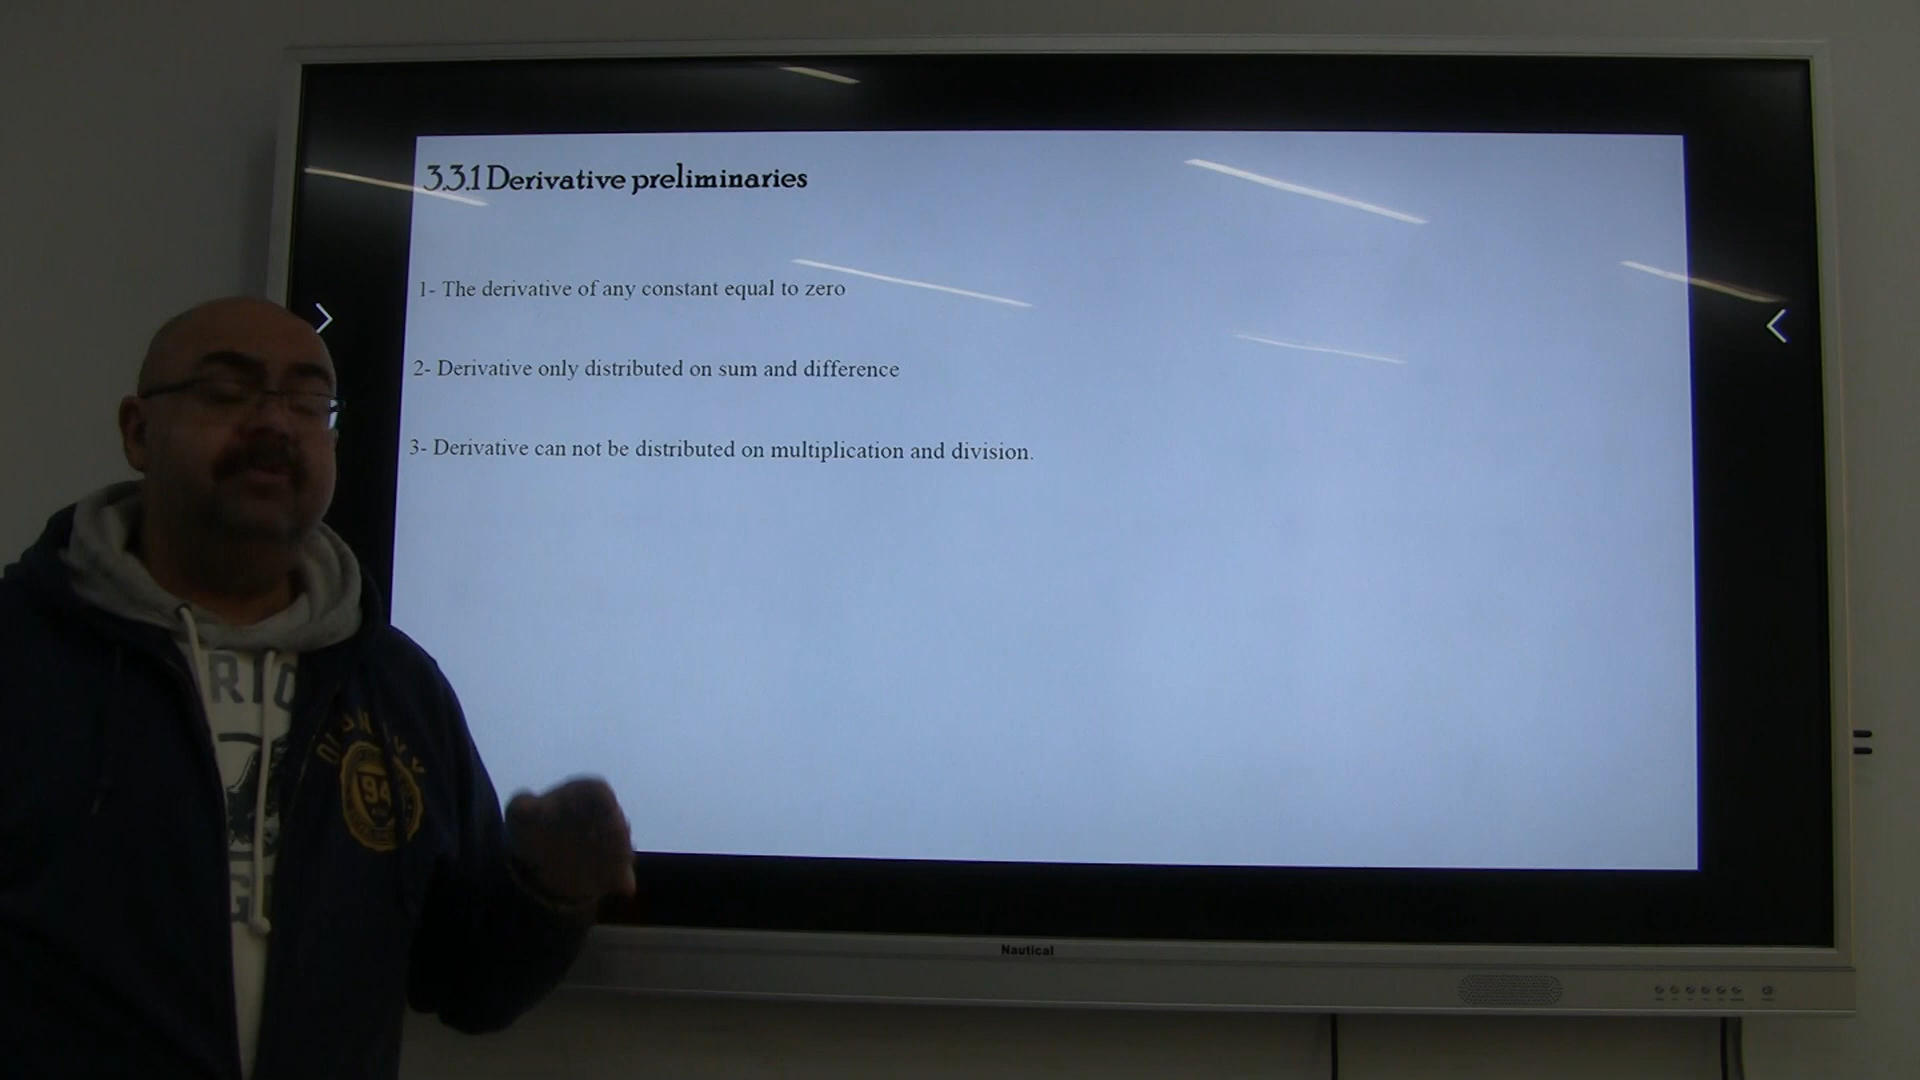 3.3.1 Derivative preliminaries
1- The derivative of any constant equal to zero
2- Derivative only distributed on sum and difference
3- Derivative can not be distributed on multiplication and division.
94
Nautical